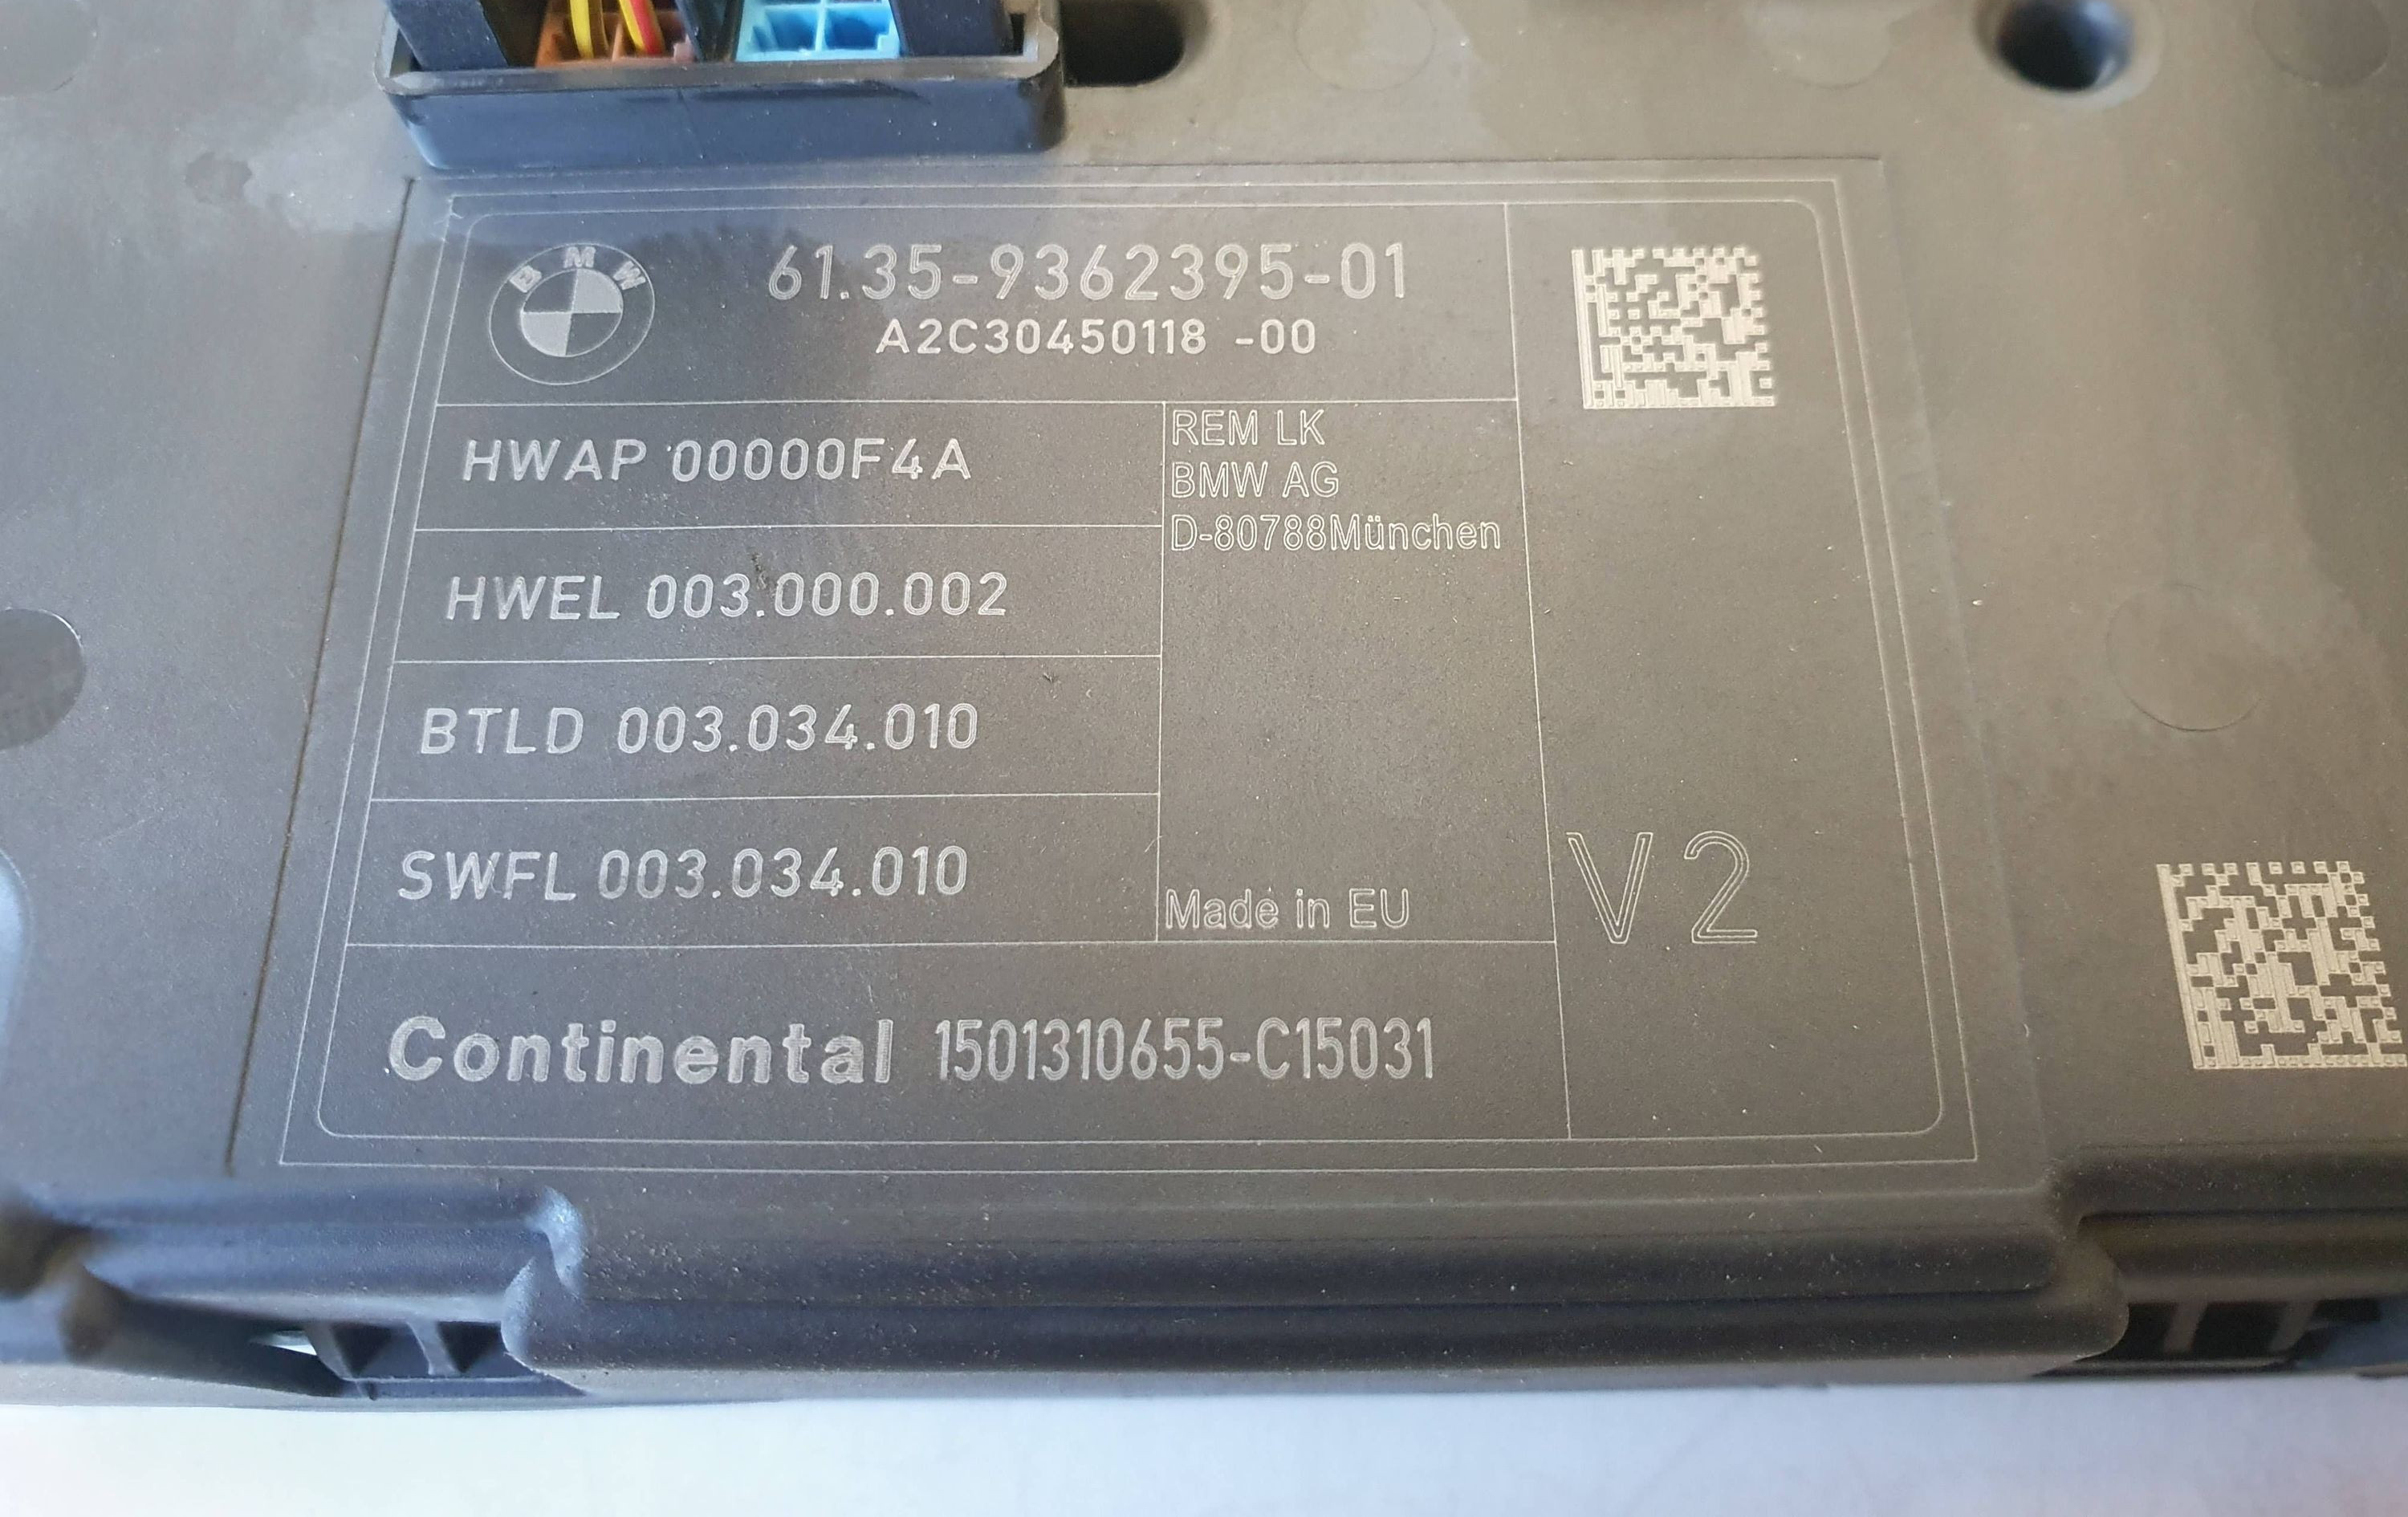 BMW
61.35-9362395-01
A2C30450118 -00
HWAP 00000F4A
REM LK
BMW AG
D-80788München
HWEL 003.000.002
BTLD 003.034.010
SWFL 003.034.010
Made in EU
V2
Continental 1501310655-C15031